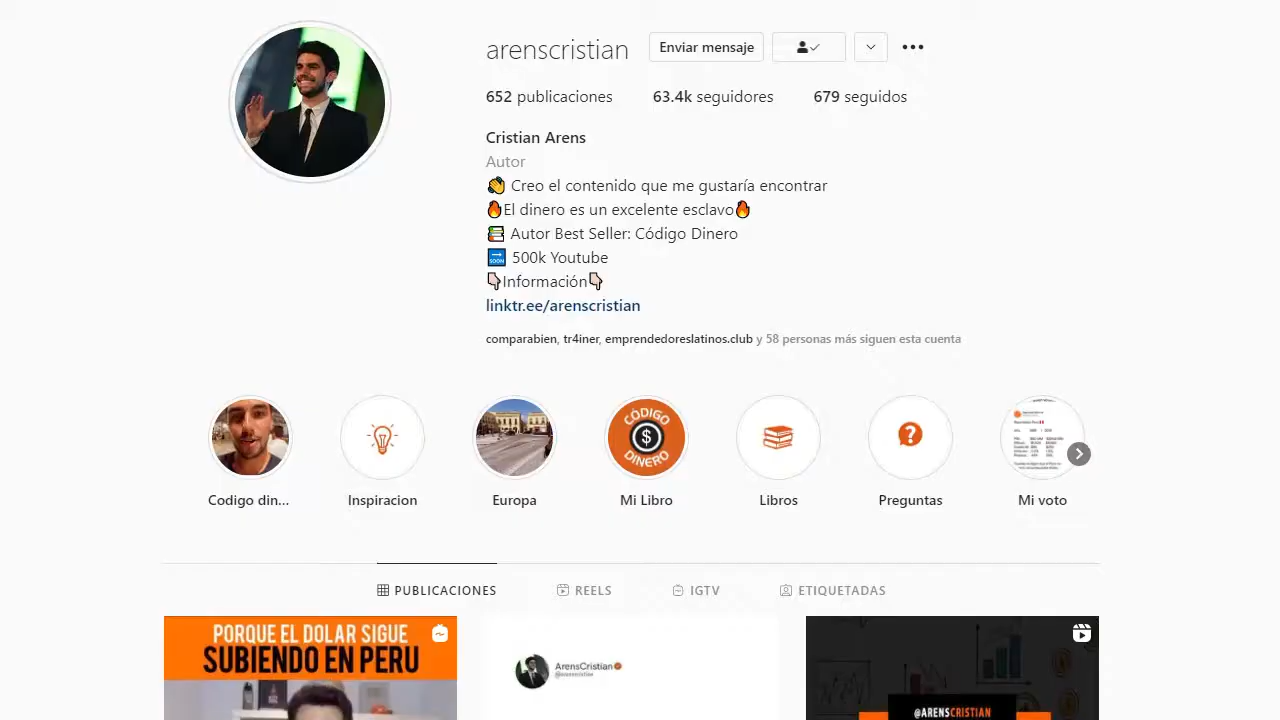 arenscristian
Enviar mensaje
652 publicaciones
63.4k seguidores
679 seguidos
Cristian Arens
Autor
👏 Creo el contenido que me gustaría encontrar
🔥El dinero es un excelente esclavo🔥
📚 Autor Best Seller: Código Dinero
🔜 500k Youtube
👇🏻Información👇🏻
linktr.ee/arenscristian
comparabien, tr4iner, emprendedoreslatinos.club y 58 personas más siguen esta cuenta
CÓDIGO
$
DINERO
?
Codigo din...
Inspiracion
Europa
Mi Libro
Libros
Preguntas
Mi voto
PUBLICACIONES
REELS
IGTV
ETIQUETADAS
PORQUE EL DOLAR SIGUE
SUBIENDO EN PERU
ArensCristian
@arenscristian
@ARENSCRISTIAN